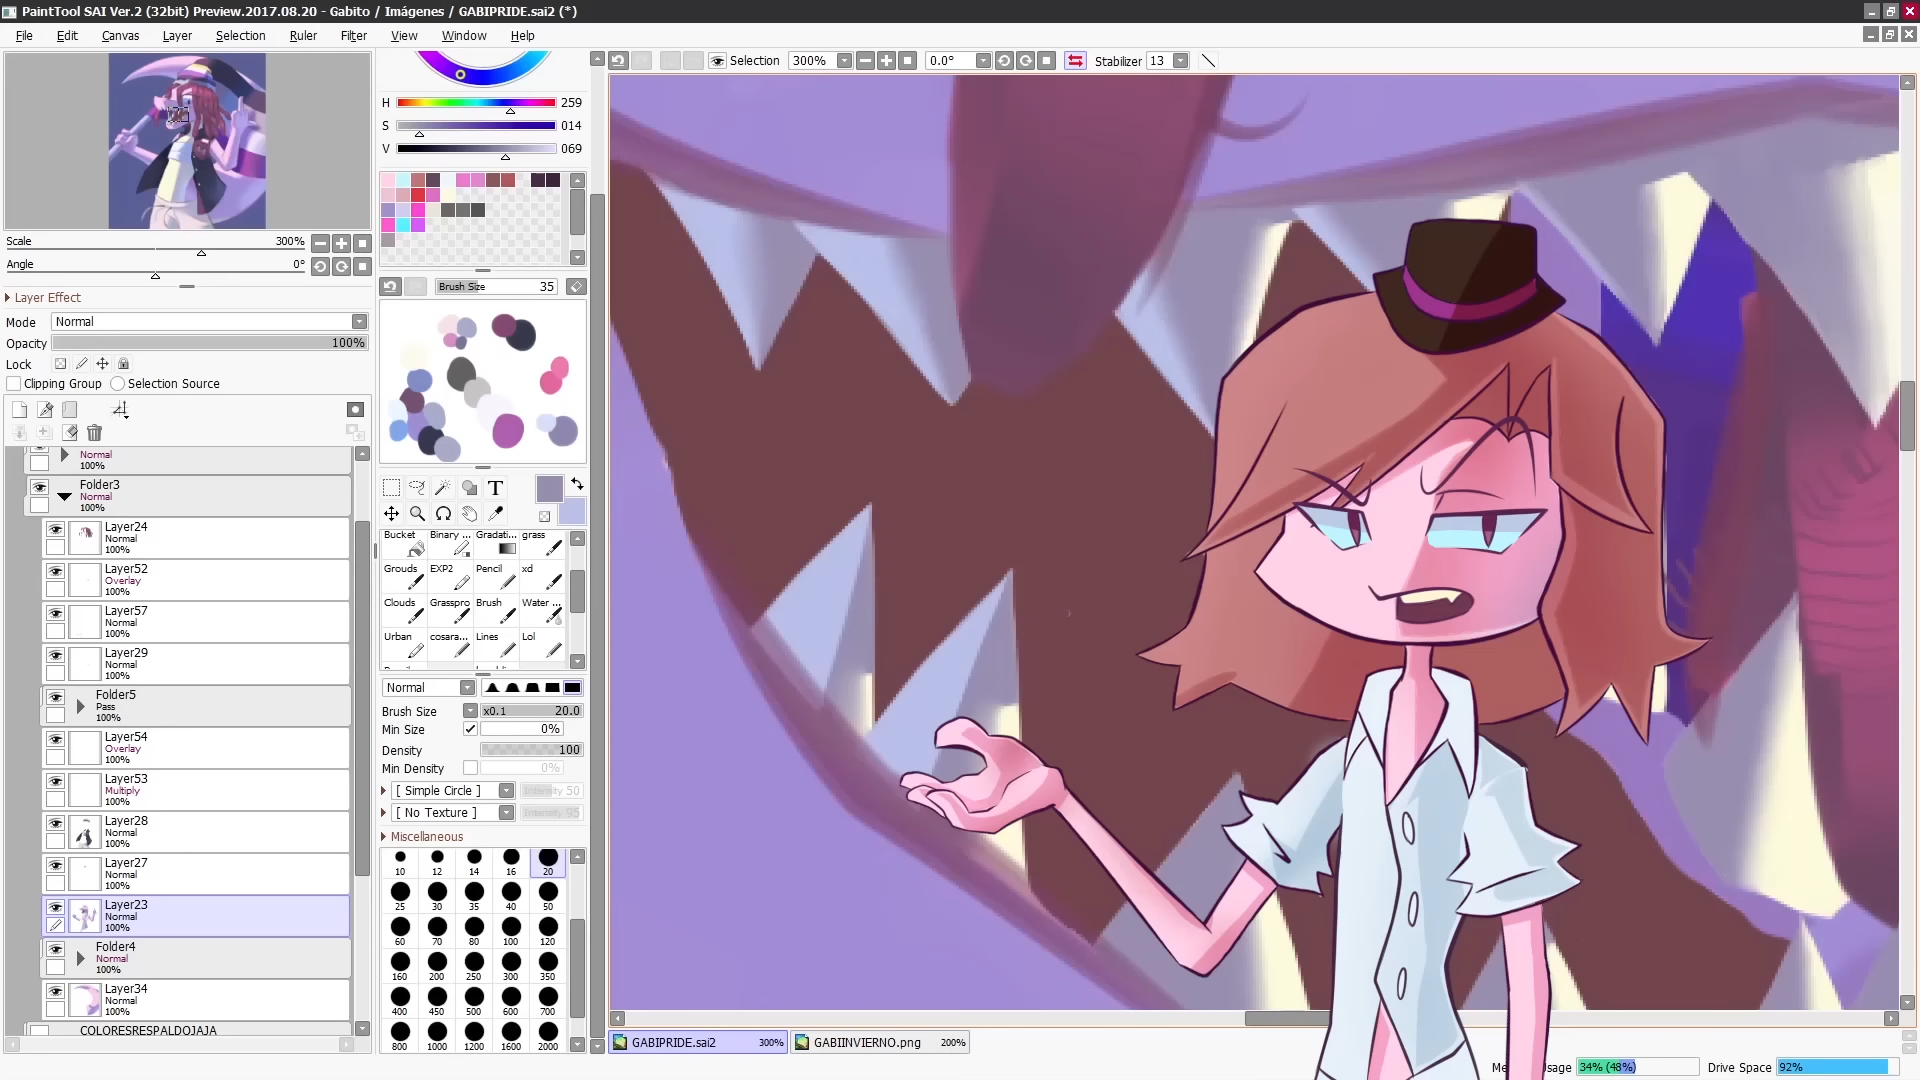 PaintTool SAI Ver.2 (32bit) Preview.2017.08.20 - Gabito / Imágenes / GABIPRIDE.sai2 (*)
File Edit Canvas Layer Selection Ruler Filter View Window Help
Selection 300% 0.0° Stabilizer 13
H 259
S 014
V 069
Scale 300%
Angle 0°
Layer Effect
Mode Normal
Opacity 100%
Lock
Clipping Group Selection Source
Normal
100%
Folder3
Normal
100%
Layer24
Normal
100%
Layer52
Overlay
100%
Layer57
Normal
100%
Layer29
Normal
100%
Folder5
Pass
100%
Layer54
Overlay
100%
Layer53
Multiply
100%
Layer28
Normal
100%
Layer27
Normal
100%
Layer23
Normal
100%
Folder4
Normal
100%
Layer34
Normal
100%
COLORESRESPALDOJAJA
Brush Size 35
T
Bucket Binary ... Gradati... grass
Grouds EXP2 Pencil xd
Clouds Grasspro Brush Water ...
Urban cosara... Lines Lol
Normal
Brush Size x0.1 20.0
Min Size 0%
Density 100
Min Density 0%
[ Simple Circle ] Intensity 50
[ No Texture ] Intensity 95
Miscellaneous
10 12 14 16 20
25 30 35 40 50
60 70 80 100 120
160 200 250 300 350
400 450 500 600 700
800 1000 1200 1600 2000
GABIPRIDE.sai2 300% GABIINVIERNO.png 200%
34% (48%) Drive Space 92%